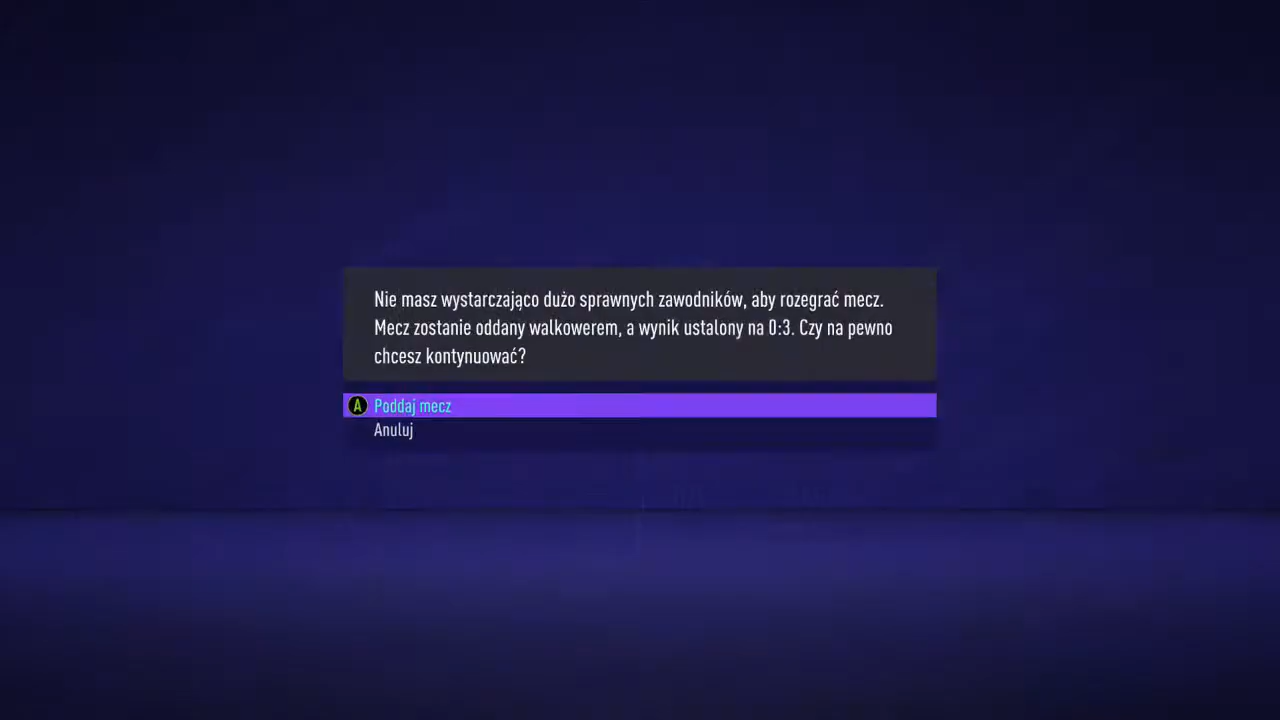 Nie masz wystarczająco dużo sprawnych zawodników, aby rozegrać mecz.
Mecz zostanie oddany walkowerem, a wynik ustalony na 0:3. Czy na pewno
chcesz kontynuować?
A Poddaj mecz
Anuluj